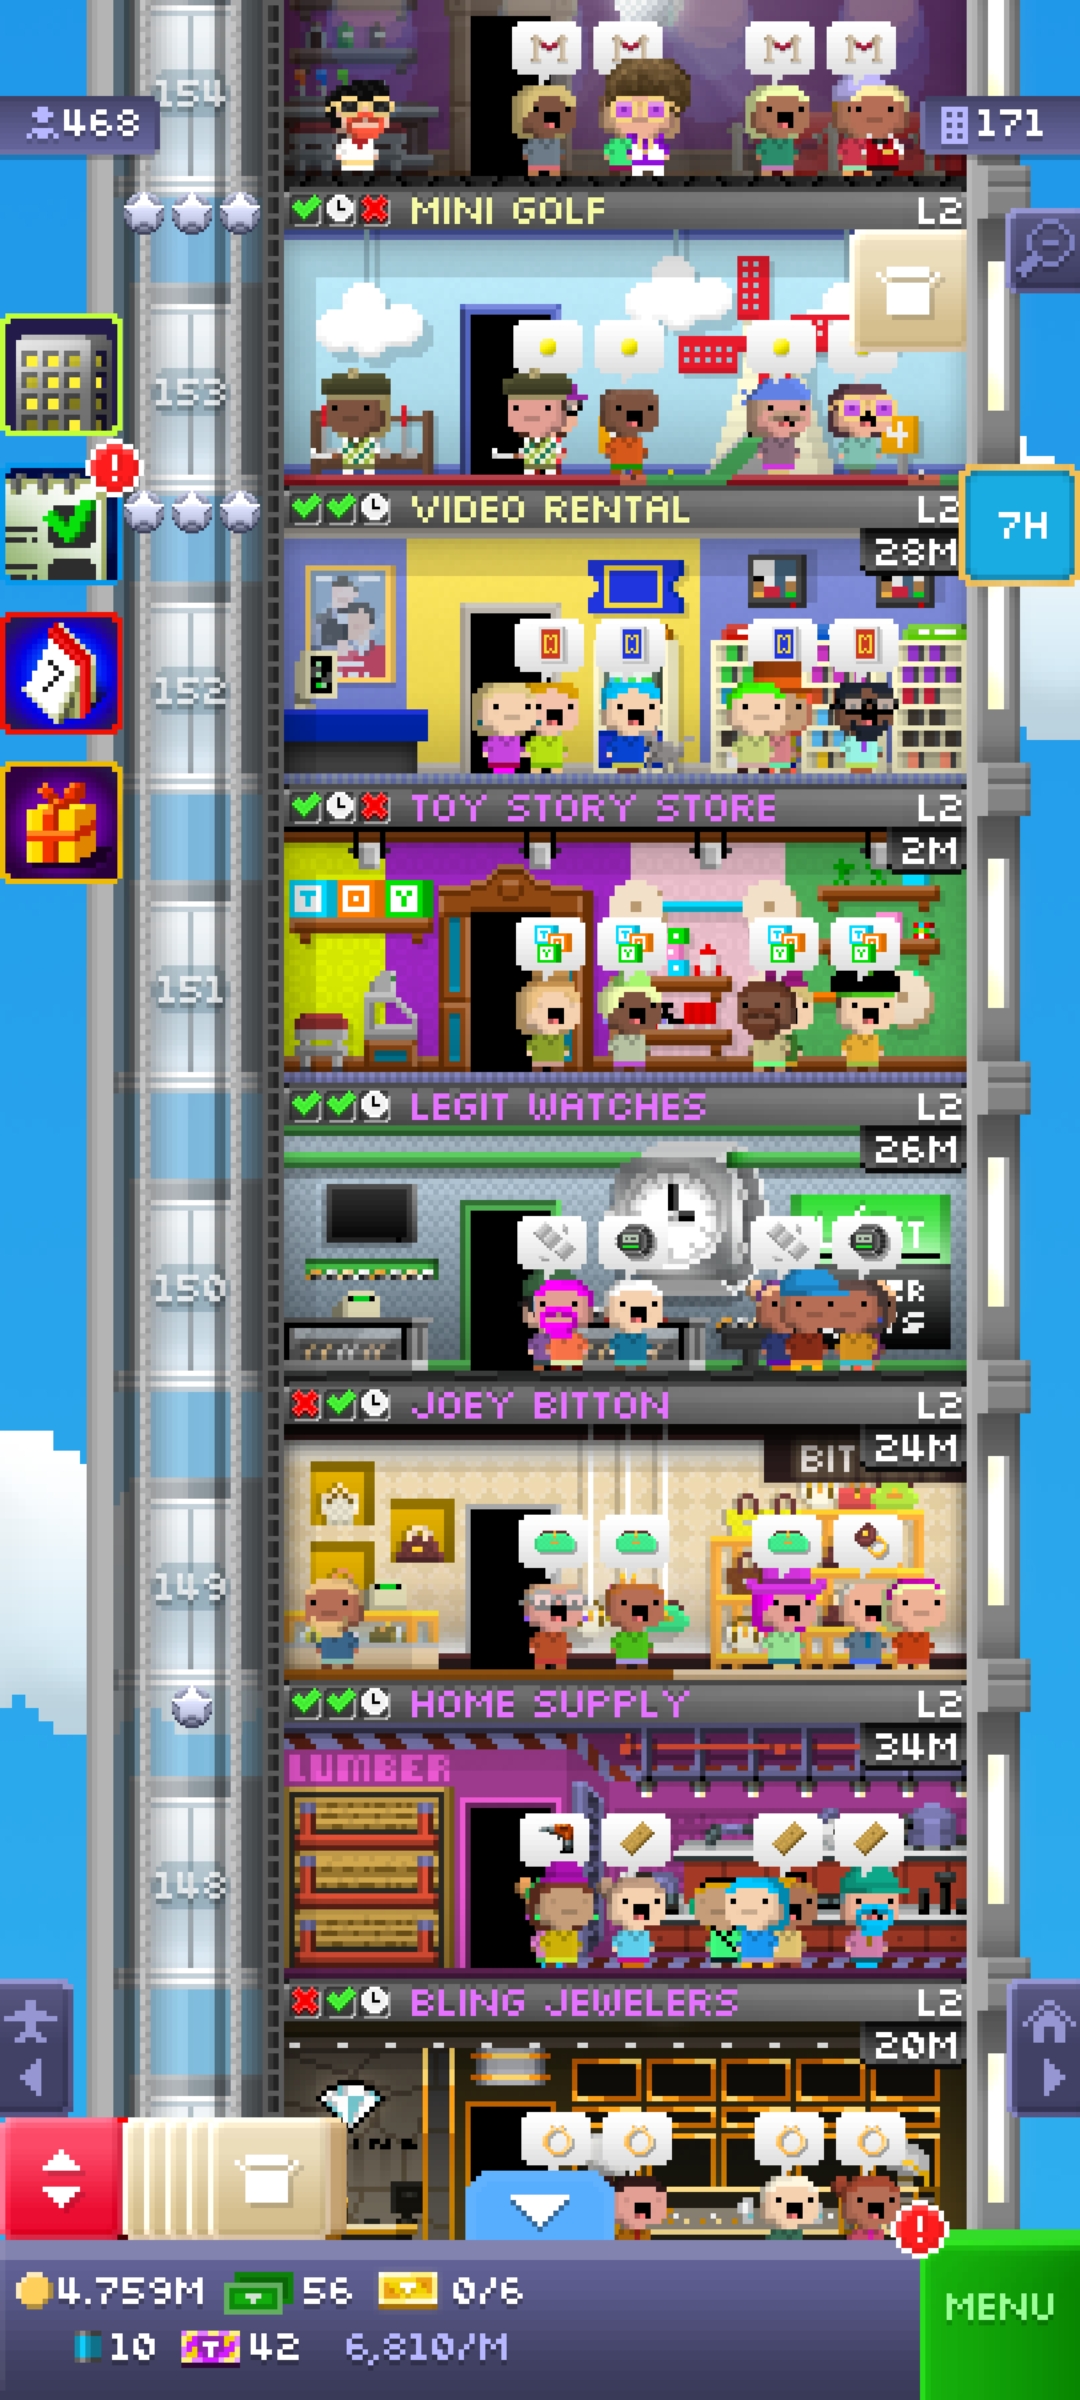 154
468
171
MINI GOLF L2
153
4
VIDEO RENTAL L2
28M
7H
152
TOY STORY STORE L2
2M
T O Y
151
LEGIT WATCHES L2
26M
150
JOEY BITTON L2
24M
BIT
149
HOME SUPPLY L2
34M
LUMBER
148
BLING JEWELERS L2
20M
4.759M 56 0/6
10 42 6,810/M
MENU